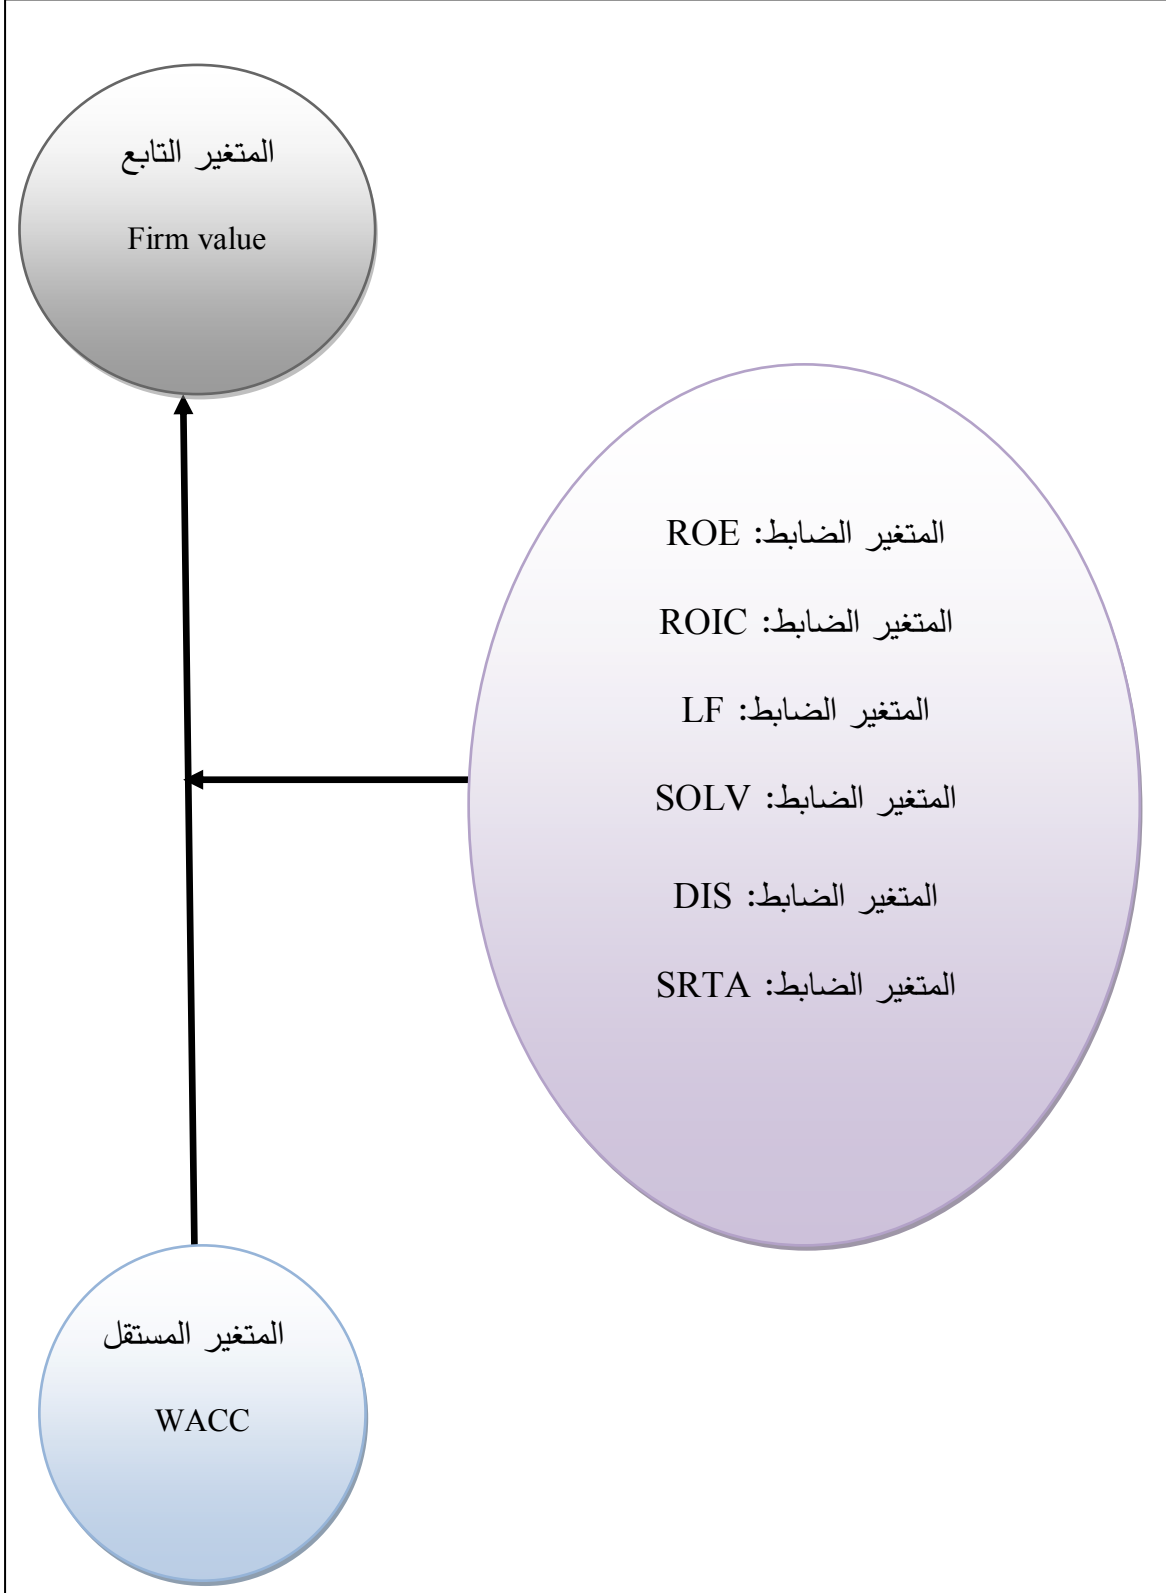 المتغير التابع
Firm value
المتغير الضابط: ROE
المتغير الضابط: ROIC
المتغير الضابط: LF
المتغير الضابط: SOLV
المتغير الضابط: DIS
المتغير الضابط: SRTA
المتغير المستقل
WACC